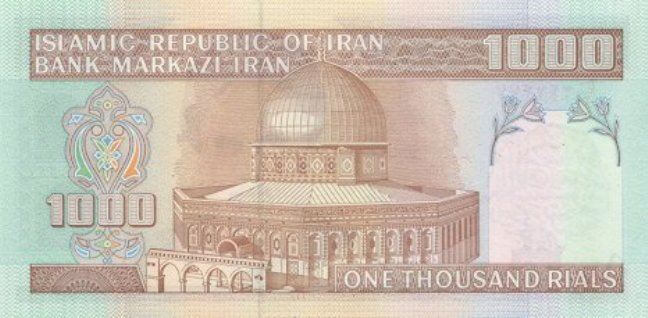 ISLAMIC REPUBLIC OF IRAN
BANK MARKAZI IRAN
1000
1000
ONE THOUSAND RIALS